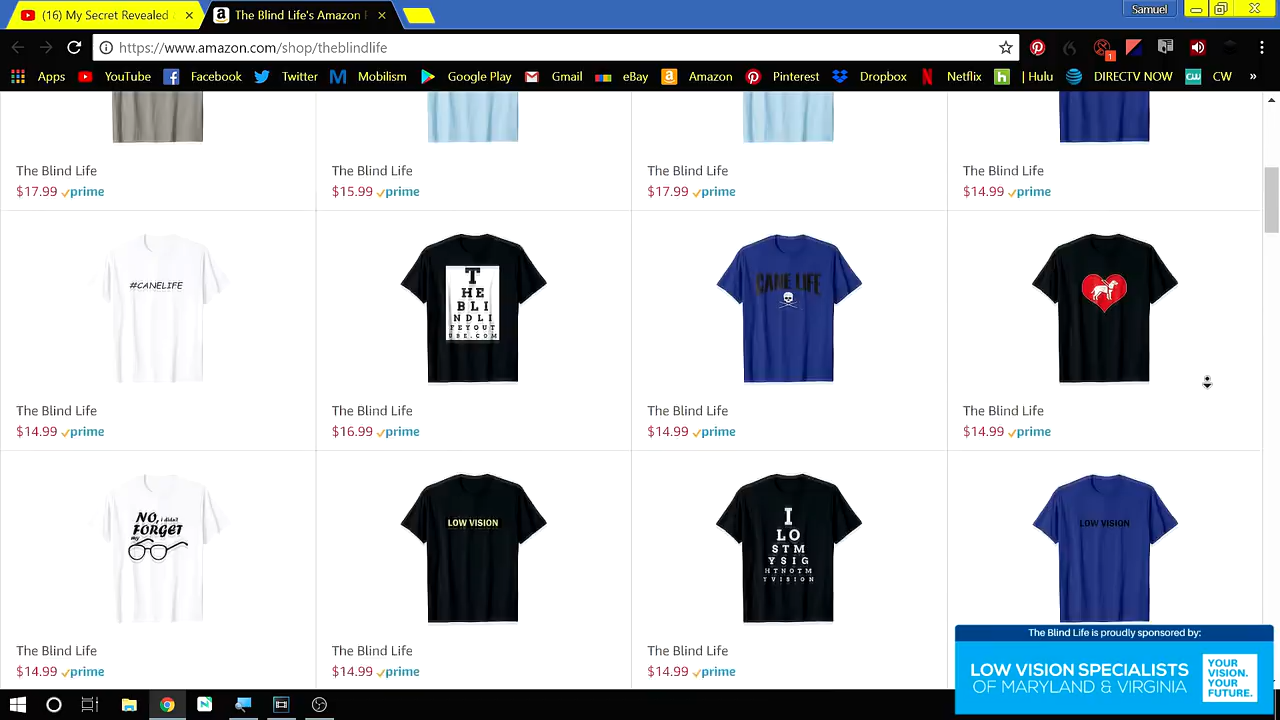 (16) My Secret Revealed
The Blind Life's Amazon
Samuel
https://www.amazon.com/shop/theblindlife
1
Apps YouTube Facebook Twitter Mobilism Google Play Gmail eBay Amazon Pinterest Dropbox Netflix Hulu DIRECTV NOW CW »
The Blind Life
$17.99 prime
The Blind Life
$15.99 prime
The Blind Life
$17.99 prime
The Blind Life
$14.99 prime
#CANELIFE
The Blind Life
$14.99 prime
T
HE
BLI
NDLI
FEYOUT
UBE.COM
The Blind Life
$16.99 prime
CANE LIFE
The Blind Life
$14.99 prime
The Blind Life
$14.99 prime
NO, i didn't
FORGET
my
The Blind Life
$14.99 prime
LOW VISION
The Blind Life
$14.99 prime
I
LO
STM
YSIG
HTNOTM
YVISION
The Blind Life
$14.99 prime
LOW VISION
The Blind Life is proudly sponsored by:
LOW VISION SPECIALISTS
OF MARYLAND & VIRGINIA
YOUR
VISION.
YOUR
FUTURE.